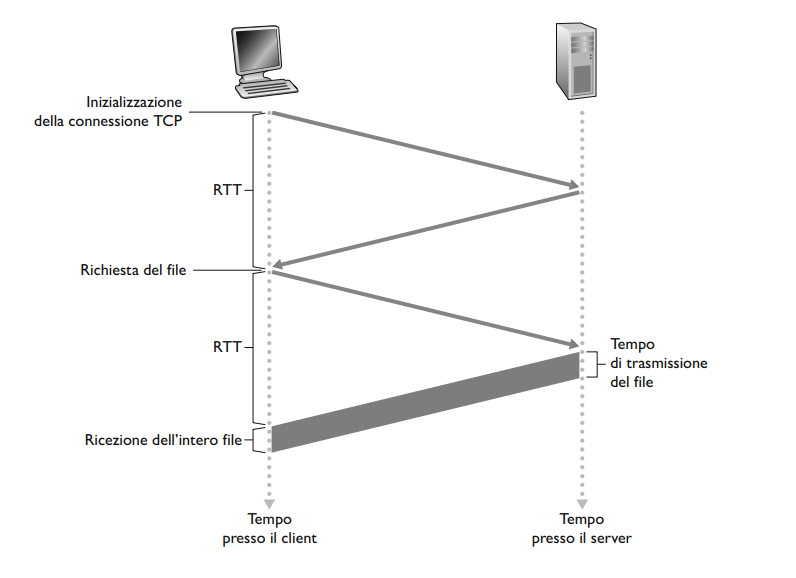 Inizializzazione
della connessione TCP
RTT
Richiesta del file
RTT
Tempo
di trasmissione
del file
Ricezione dell'intero file
Tempo
presso il client
Tempo
presso il server